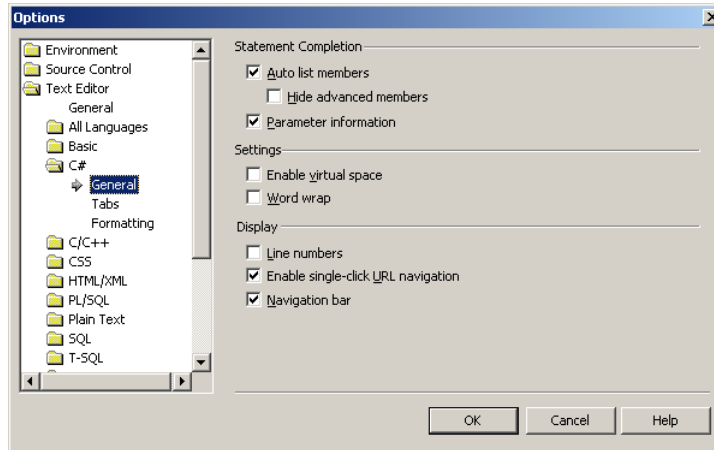 Options
Environment
Source Control
Text Editor
General
All Languages
Basic
C#
General
Tabs
Formatting
C/C++
CSS
HTML/XML
PL/SQL
Plain Text
SQL
T-SQL
Statement Completion
Auto list members
Hide advanced members
Parameter information
Settings
Enable virtual space
Word wrap
Display
Line numbers
Enable single-click URL navigation
Navigation bar
OK
Cancel
Help